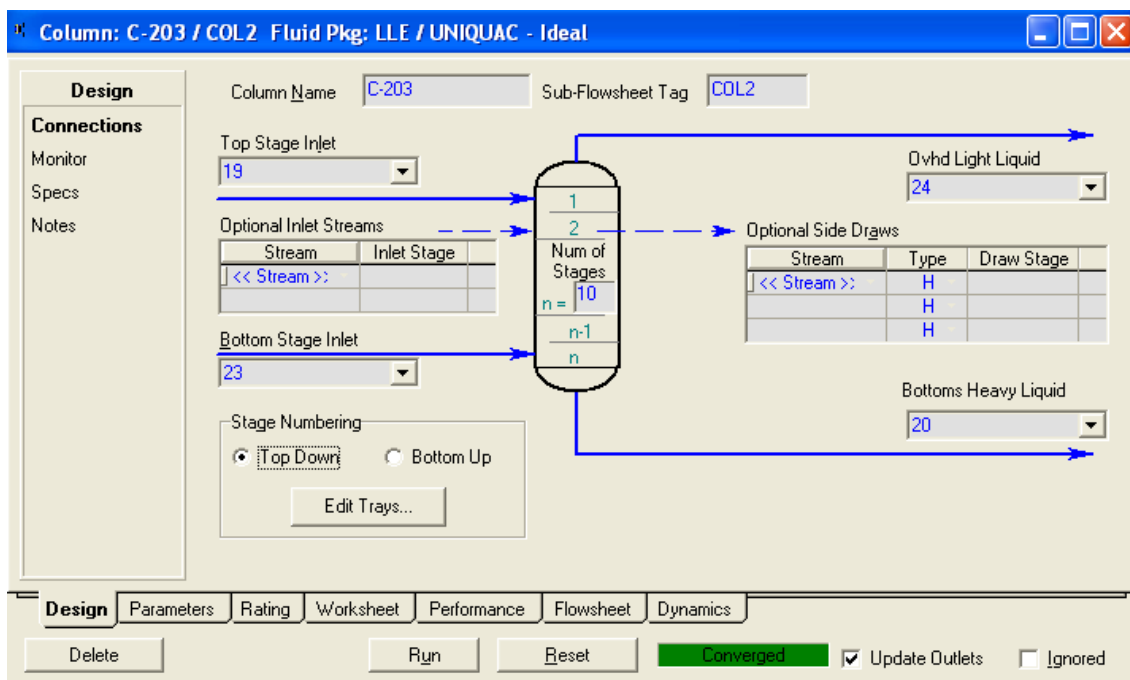 Column: C-203 / COL2 Fluid Pkg: LLE / UNIQUAC - Ideal
Design
Connections
Monitor
Specs
Notes
Column Name C-203 Sub-Flowsheet Tag COL2
Top Stage Inlet
19
Optional Inlet Streams
Stream Inlet Stage
<< Stream >>
Bottom Stage Inlet
23
Stage Numbering
Top Down Bottom Up
Edit Trays...
1
2
Num of
Stages
n = 10
n-1
n
Ovhd Light Liquid
24
Optional Side Draws
Stream Type Draw Stage
<< Stream >> H
H
H
Bottoms Heavy Liquid
20
Design Parameters Rating Worksheet Performance Flowsheet Dynamics
Delete Run Reset Converged Update Outlets Ignored